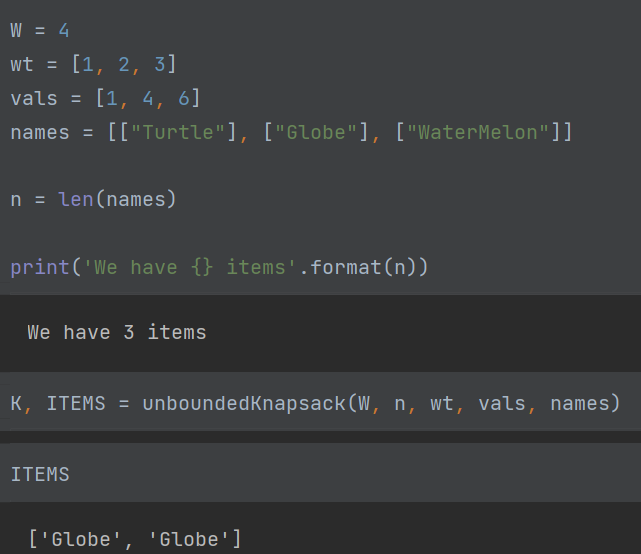 W = 4
wt = [1, 2, 3]
vals = [1, 4, 6]
names = [["Turtle"], ["Globe"], ["WaterMelon"]]
n = len(names)
print('We have {} items'.format(n))
We have 3 items
K, ITEMS = unboundedKnapsack(W, n, wt, vals, names)
ITEMS
['Globe', 'Globe']